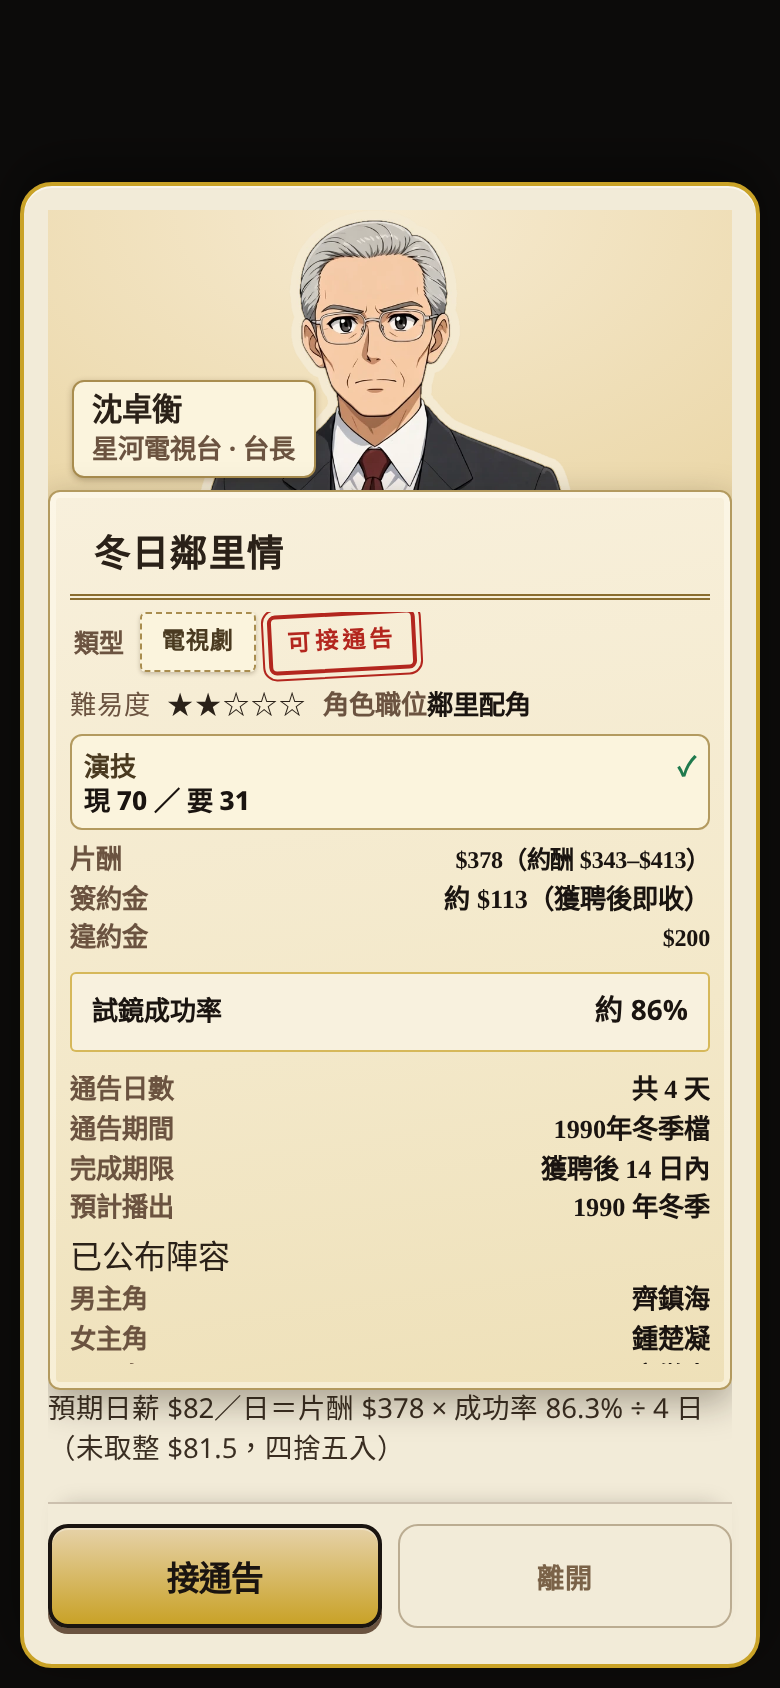 沈卓衡
星河電視台 · 台長
冬日鄰里情
類型 電視劇 可接通告
難易度 ★★☆☆☆ 角色職位鄰里配角
演技 ✓
現 70 ／ 要 31
片酬 $378（約酬 $343–$413）
簽約金 約 $113（獲聘後即收）
違約金 $200
試鏡成功率 約 86%
通告日數 共 4 天
通告期間 1990年冬季檔
完成期限 獲聘後 14 日內
預計播出 1990 年冬季
已公布陣容
男主角 齊鎮海
女主角 鍾楚凝
預期日薪 $82／日＝片酬 $378 × 成功率 86.3% ÷ 4 日
（未取整 $81.5，四捨五入）
接通告 離開